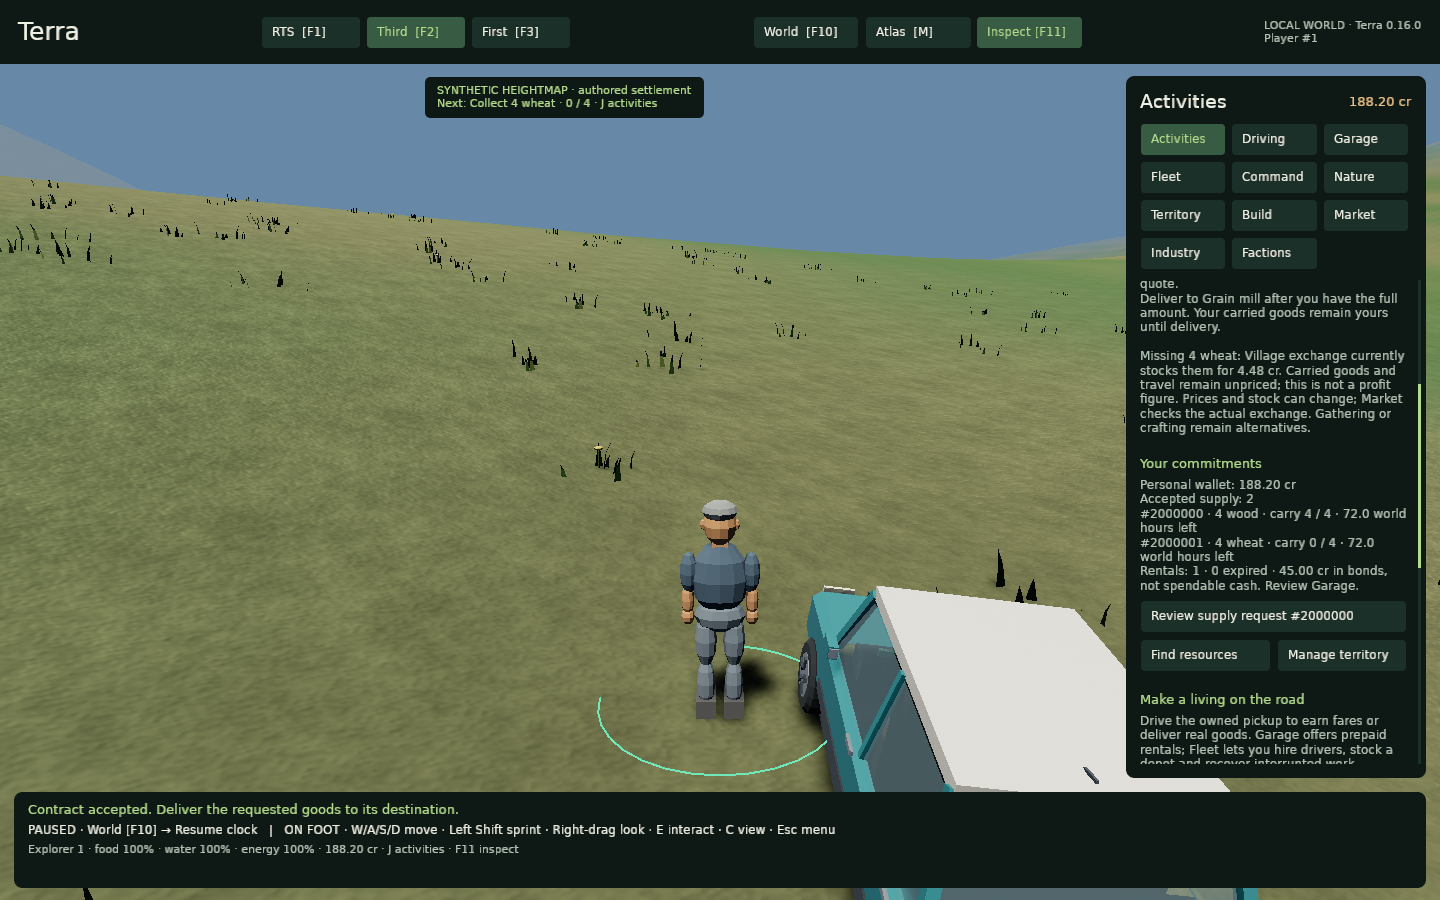 Terra
RTS [F1]
Third [F2]
First [F3]
World [F10]
Atlas [M]
Inspect [F11]
LOCAL WORLD · Terra 0.16.0
Player #1
SYNTHETIC HEIGHTMAP · authored settlement
Next: Collect 4 wheat · 0 / 4 · J activities
Activities
188.20 cr
Activities
Driving
Garage
Fleet
Command
Nature
Territory
Build
Market
Industry
Factions
quote.
Deliver to Grain mill after you have the full
amount. Your carried goods remain yours
until delivery.
Missing 4 wheat: Village exchange currently
stocks them for 4.48 cr. Carried goods and
travel remain unpriced; this is not a profit
figure. Prices and stock can change; Market
checks the actual exchange. Gathering or
crafting remain alternatives.
Your commitments
Personal wallet: 188.20 cr
Accepted supply: 2
#2000000 · 4 wood · carry 4 / 4 · 72.0 world
hours left
#2000001 · 4 wheat · carry 0 / 4 · 72.0
world hours left
Rentals: 1 · 0 expired · 45.00 cr in bonds,
not spendable cash. Review Garage.
Review supply request #2000000
Find resources
Manage territory
Make a living on the road
Drive the owned pickup to earn fares or
deliver real goods. Garage offers prepaid
rentals; Fleet lets you hire drivers, stock a
depot and recover interrupted work.
Contract accepted. Deliver the requested goods to its destination.
PAUSED · World [F10] → Resume clock | ON FOOT · W/A/S/D move · Left Shift sprint · Right-drag look · E interact · C view · Esc menu
Explorer 1 · food 100% · water 100% · energy 100% · 188.20 cr · J activities · F11 inspect